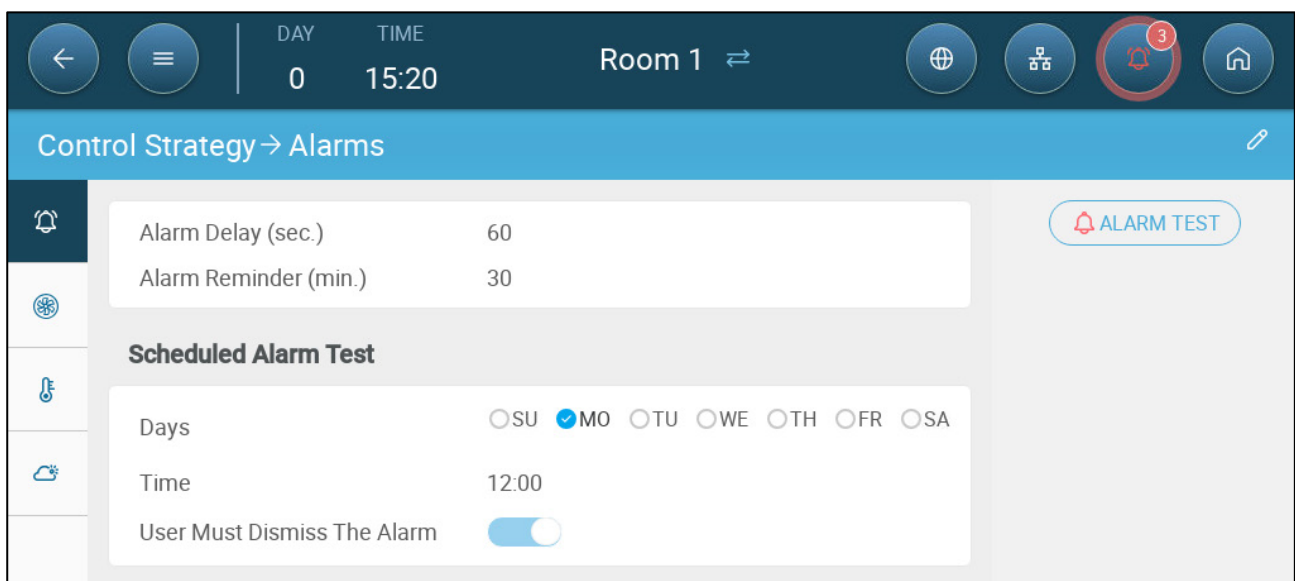 DAY TIME
0 15:20
Room 1
3
Control Strategy → Alarms
Alarm Delay (sec.) 60
Alarm Reminder (min.) 30
ALARM TEST
Scheduled Alarm Test
Days SU MO TU WE TH FR SA
Time 12:00
User Must Dismiss The Alarm